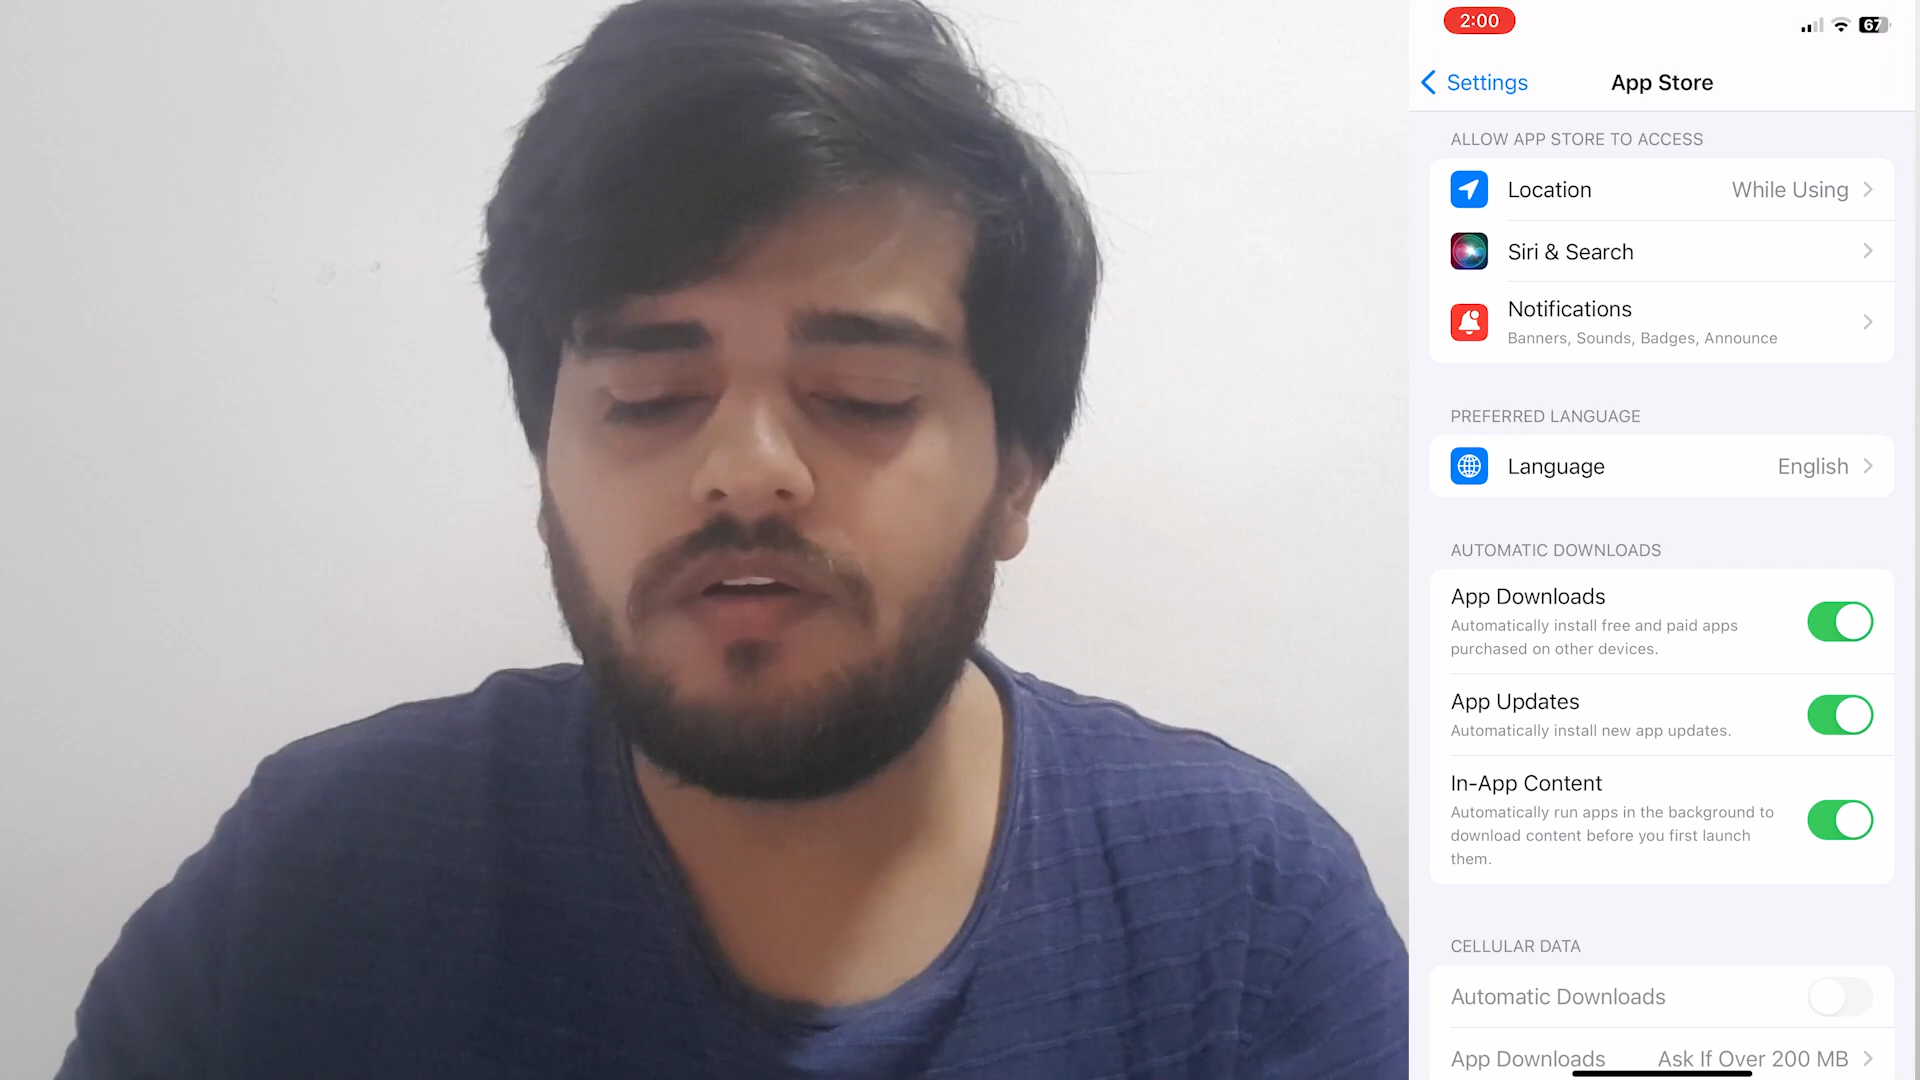 2:00
67
Settings
App Store
ALLOW APP STORE TO ACCESS
Location
While Using
Siri & Search
Notifications
Banners, Sounds, Badges, Announce
PREFERRED LANGUAGE
Language
English
AUTOMATIC DOWNLOADS
App Downloads
Automatically install free and paid apps
purchased on other devices.
App Updates
Automatically install new app updates.
In-App Content
Automatically run apps in the background to
download content before you first launch
them.
CELLULAR DATA
Automatic Downloads
App Downloads
Ask If Over 200 MB